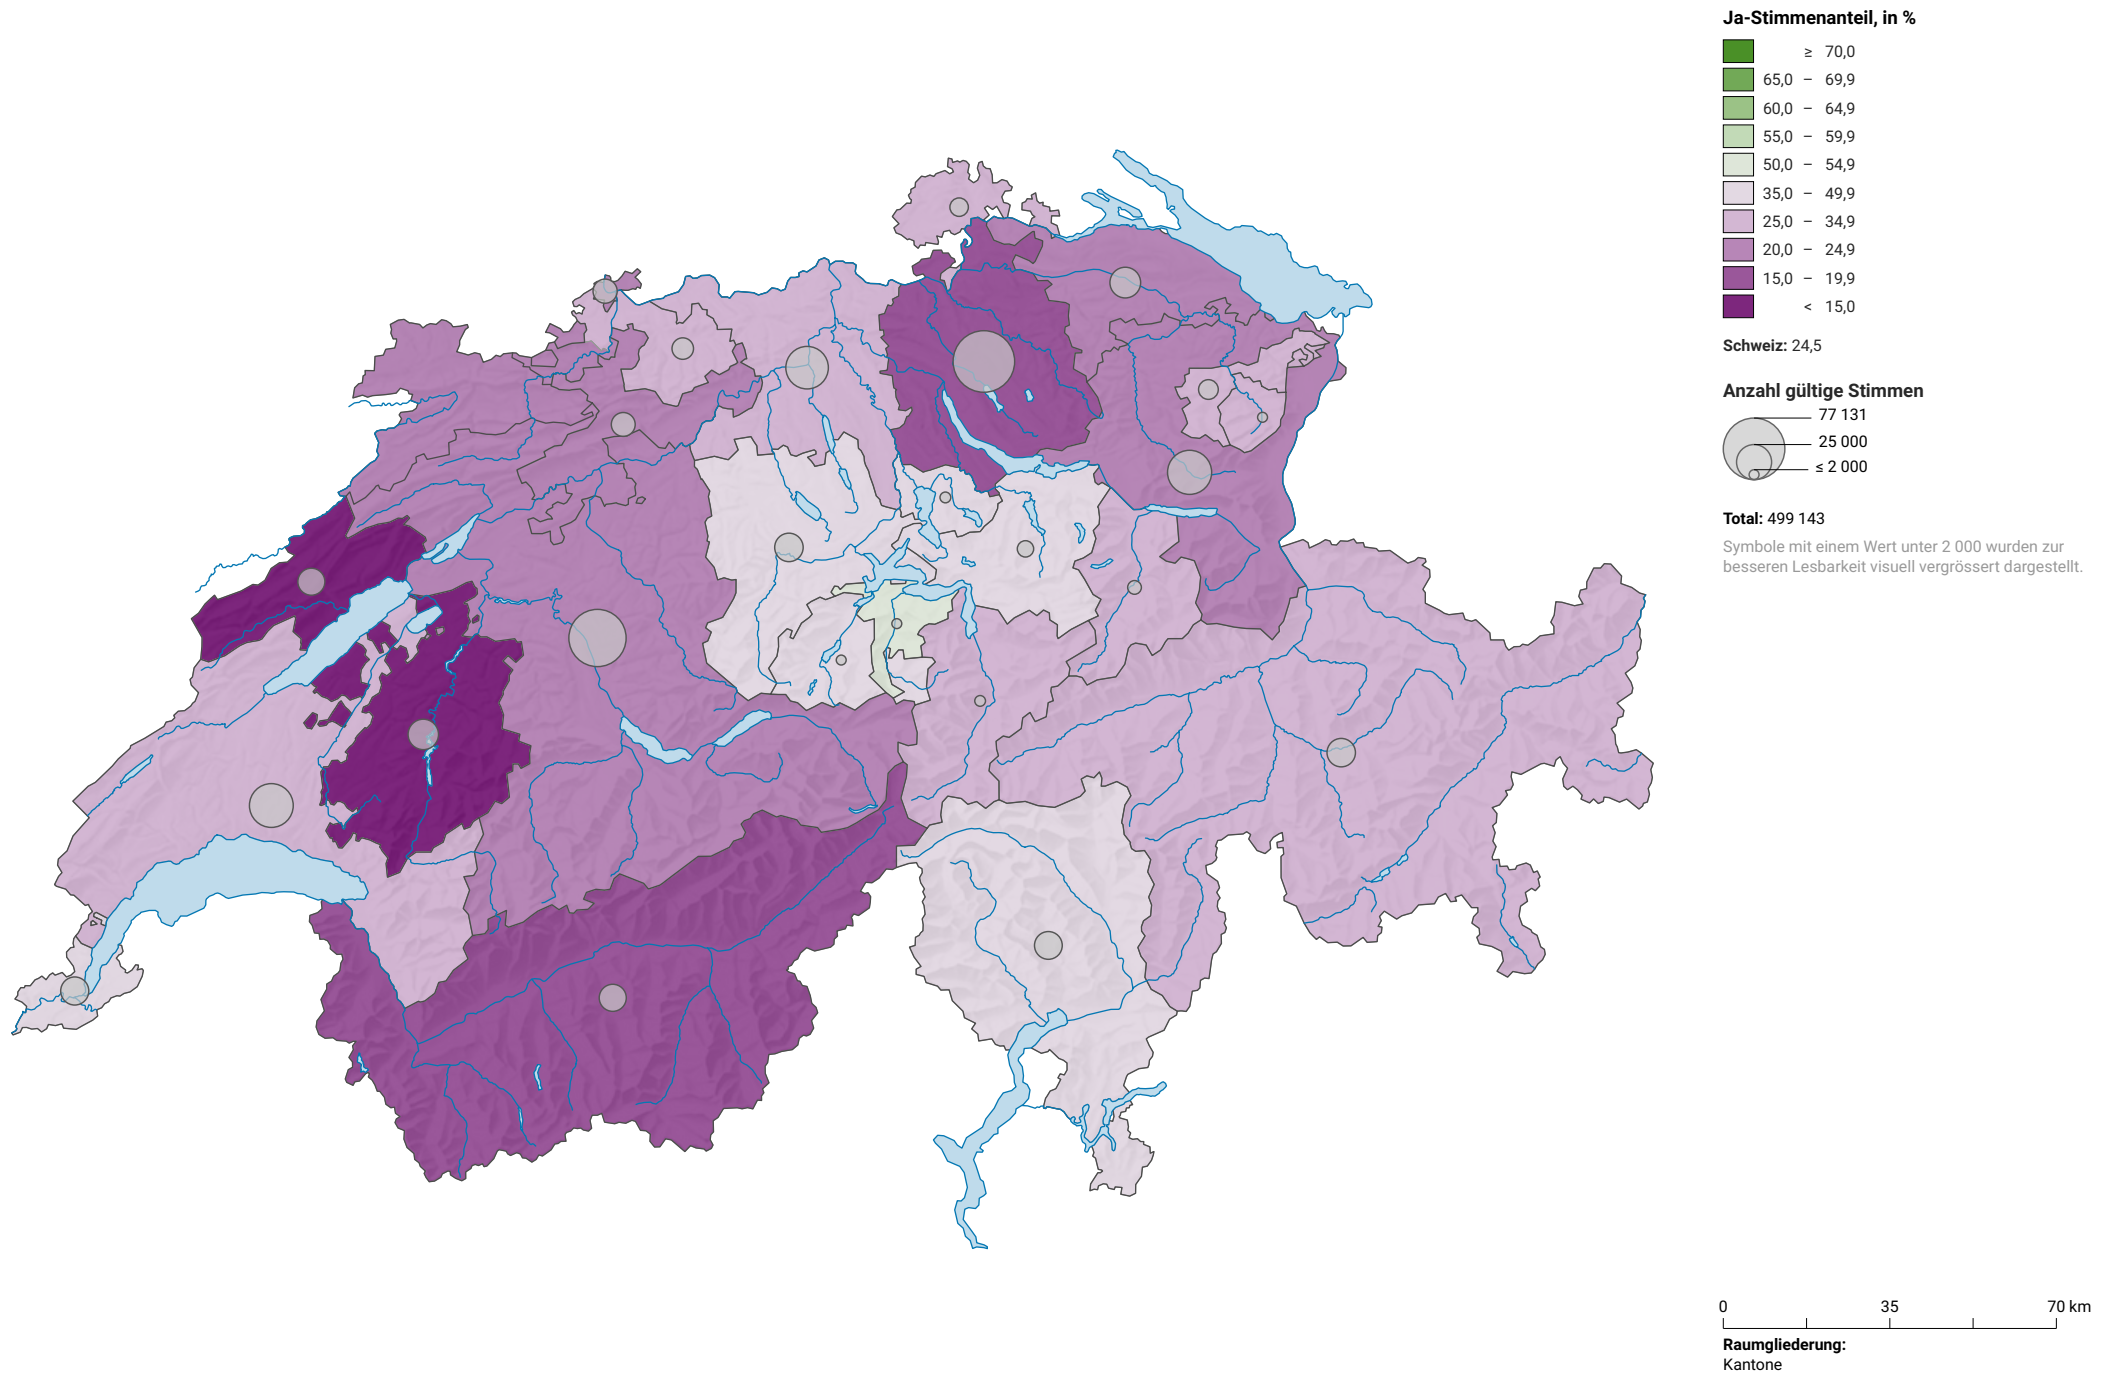 Ja-Stimmenanteil, in %
≥ 70,0
65,0 – 69,9
60,0 – 64,9
55,0 – 59,9
50,0 – 54,9
35,0 – 49,9
25,0 – 34,9
20,0 – 24,9
15,0 – 19,9
< 15,0
Schweiz: 24,5
Anzahl gültige Stimmen
77 131
25 000
≤ 2 000
Total: 499 143
Symbole mit einem Wert unter 2 000 wurden zur
besseren Lesbarkeit visuell vergrössert dargestellt.
0 35 70 km
Raumgliederung:
Kantone